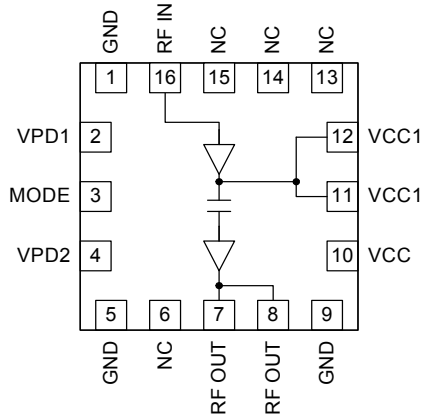 GND
RF IN
NC
NC
NC
1
16
15
14
13
VPD1
2
12
VCC1
MODE
3
11
VCC1
VPD2
4
10
VCC
5
6
7
8
9
GND
NC
RF OUT
RF OUT
GND